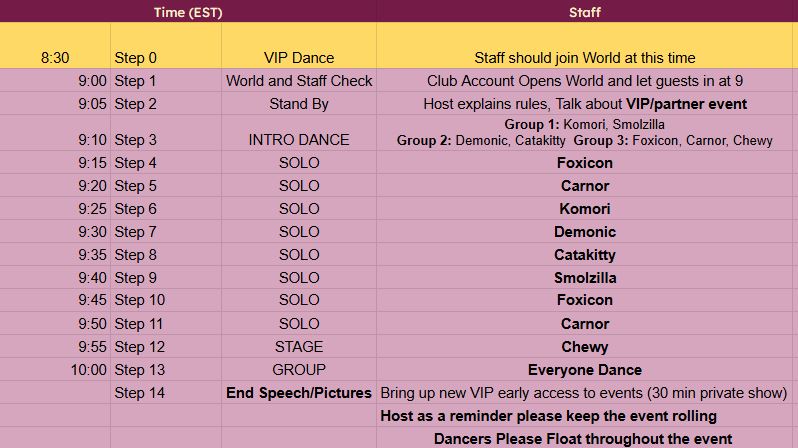 Time (EST) Staff
8:30 Step 0 VIP Dance Staff should join World at this time
9:00 Step 1 World and Staff Check Club Account Opens World and let guests in at 9
9:05 Step 2 Stand By Host explains rules, Talk about VIP/partner event
Group 1: Komori, Smolzilla
9:10 Step 3 INTRO DANCE Group 2: Demonic, Catakitty Group 3: Foxicon, Carnor, Chewy
9:15 Step 4 SOLO Foxicon
9:20 Step 5 SOLO Carnor
9:25 Step 6 SOLO Komori
9:30 Step 7 SOLO Demonic
9:35 Step 8 SOLO Catakitty
9:40 Step 9 SOLO Smolzilla
9:45 Step 10 SOLO Foxicon
9:50 Step 11 SOLO Carnor
9:55 Step 12 STAGE Chewy
10:00 Step 13 GROUP Everyone Dance
Step 14 End Speech/Pictures Bring up new VIP early access to events (30 min private show)
Host as a reminder please keep the event rolling
Dancers Please Float throughout the event